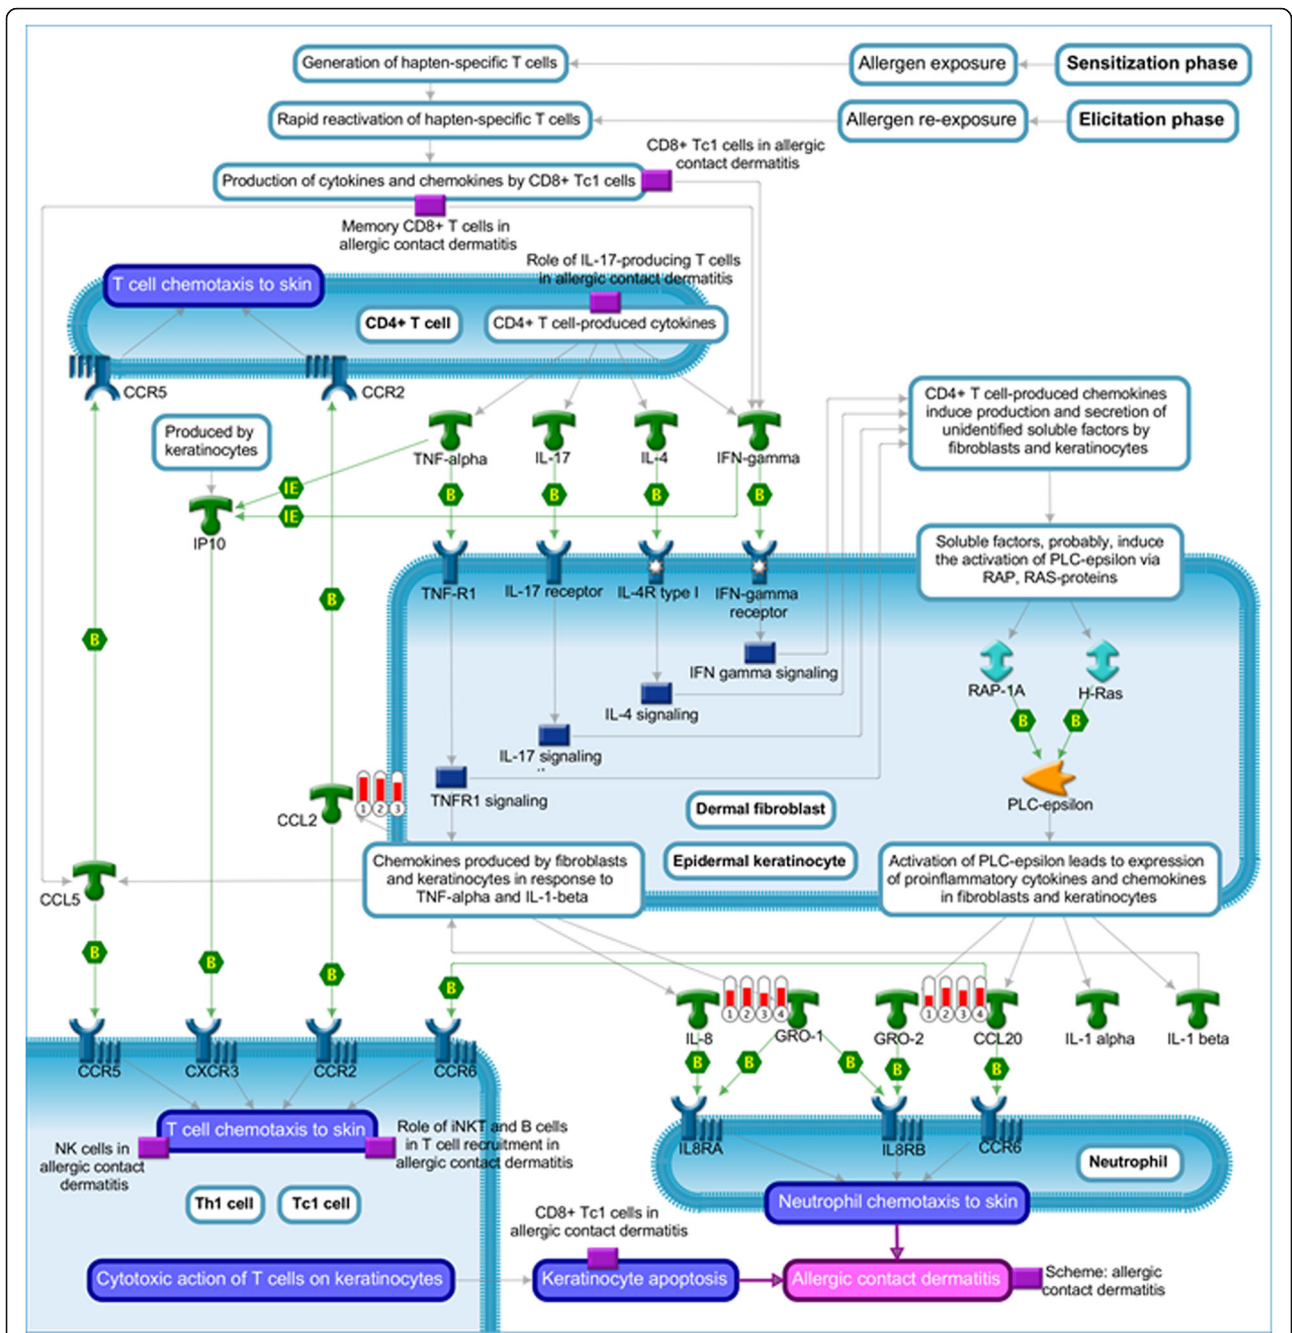 Generation of hapten-specific T cells
Allergen exposure
Sensitization phase
Rapid reactivation of hapten-specific T cells
Allergen re-exposure
Elicitation phase
CD8+ Tc1 cells in allergic
contact dermatitis
Production of cytokines and chemokines by CD8+ Tc1 cells
Memory CD8+ T cells in
allergic contact dermatitis
Role of IL-17-producing T cells
in allergic contact dermatitis
T cell chemotaxis to skin
CD4+ T cell
CD4+ T cell-produced cytokines
CCR5
CCR2
Produced by
keratinocytes
TNF-alpha
IL-17
IL-4
IFN-gamma
CD4+ T cell-produced chemokines
induce production and secretion of
unidentified soluble factors by
fibroblasts and keratinocytes
IE
B
B
B
B
IE
IP10
Soluble factors, probably, induce
the activation of PLC-epsilon via
RAP, RAS-proteins
TNF-R1
IL-17 receptor
IL-4R type I
IFN-gamma
receptor
B
B
IFN gamma signaling
RAP-1A
H-Ras
IL-4 signaling
B
B
IL-17 signaling
TNFR1 signaling
PLC-epsilon
CCL2
1 2 3
Dermal fibroblast
Epidermal keratinocyte
Chemokines produced by fibroblasts
and keratinocytes in response to
TNF-alpha and IL-1-beta
Activation of PLC-epsilon leads to expression
of proinflammatory cytokines and chemokines
in fibroblasts and keratinocytes
CCL5
B
B
B
B
1 2 3 4
1 2 3 4
IL-8
GRO-1
GRO-2
CCL20
IL-1 alpha
IL-1 beta
B
B
B
B
B
CCR5
CXCR3
CCR2
CCR6
T cell chemotaxis to skin
NK cells in
allergic contact
dermatitis
Role of iNKT and B cells
in T cell recruitment in
allergic contact dermatitis
IL8RA
IL8RB
CCR6
Neutrophil
Th1 cell
Tc1 cell
Neutrophil chemotaxis to skin
CD8+ Tc1 cells in
allergic contact dermatitis
Cytotoxic action of T cells on keratinocytes
Keratinocyte apoptosis
Allergic contact dermatitis
Scheme: allergic
contact dermatitis